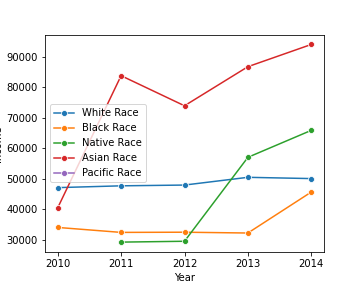 90000
80000
70000
60000
50000
40000
30000
White Race
Black Race
Native Race
Asian Race
Pacific Race
2010 2011 2012 2013 2014
Year